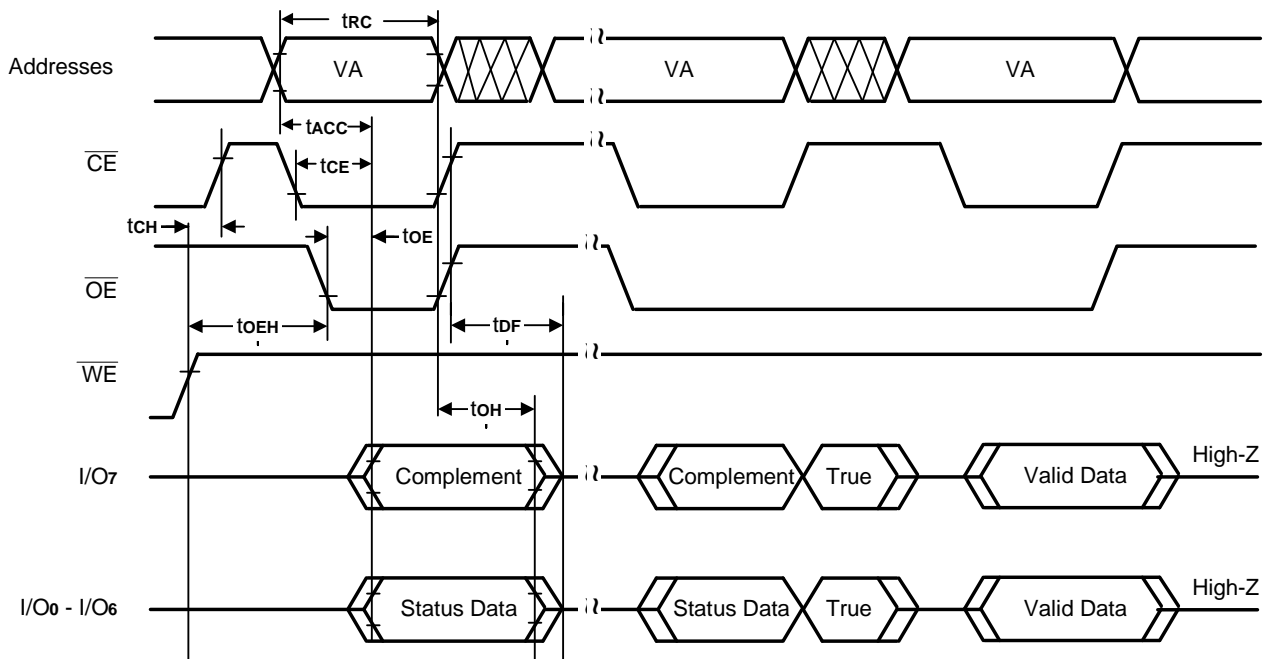 tRC
Addresses VA VA VA
tACC
CE tCE
tCH tOE
OE
tOEH tDF
WE
tOH
I/O7 Complement Complement True Valid Data High-Z
I/O0 - I/O6 Status Data Status Data True Valid Data High-Z